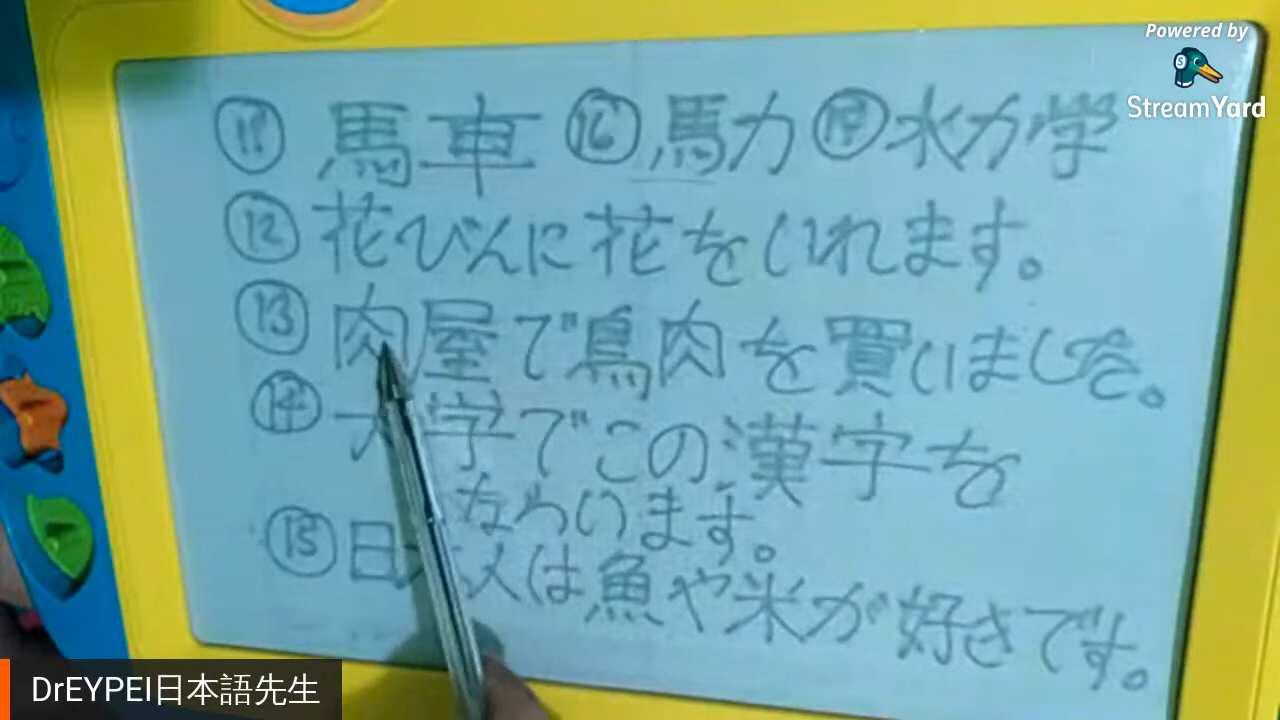 Powered by
StreamYard
⑪ 馬車 ⑯ 馬力 ⑰ 水力学
⑫ 花びんに花をいれます。
⑬ 肉屋で鳥肉を買いました。
⑭ 大学でこの漢字を
ならいます。
⑮ 日本人は魚や米が好きです。
DrEYPEI日本語先生